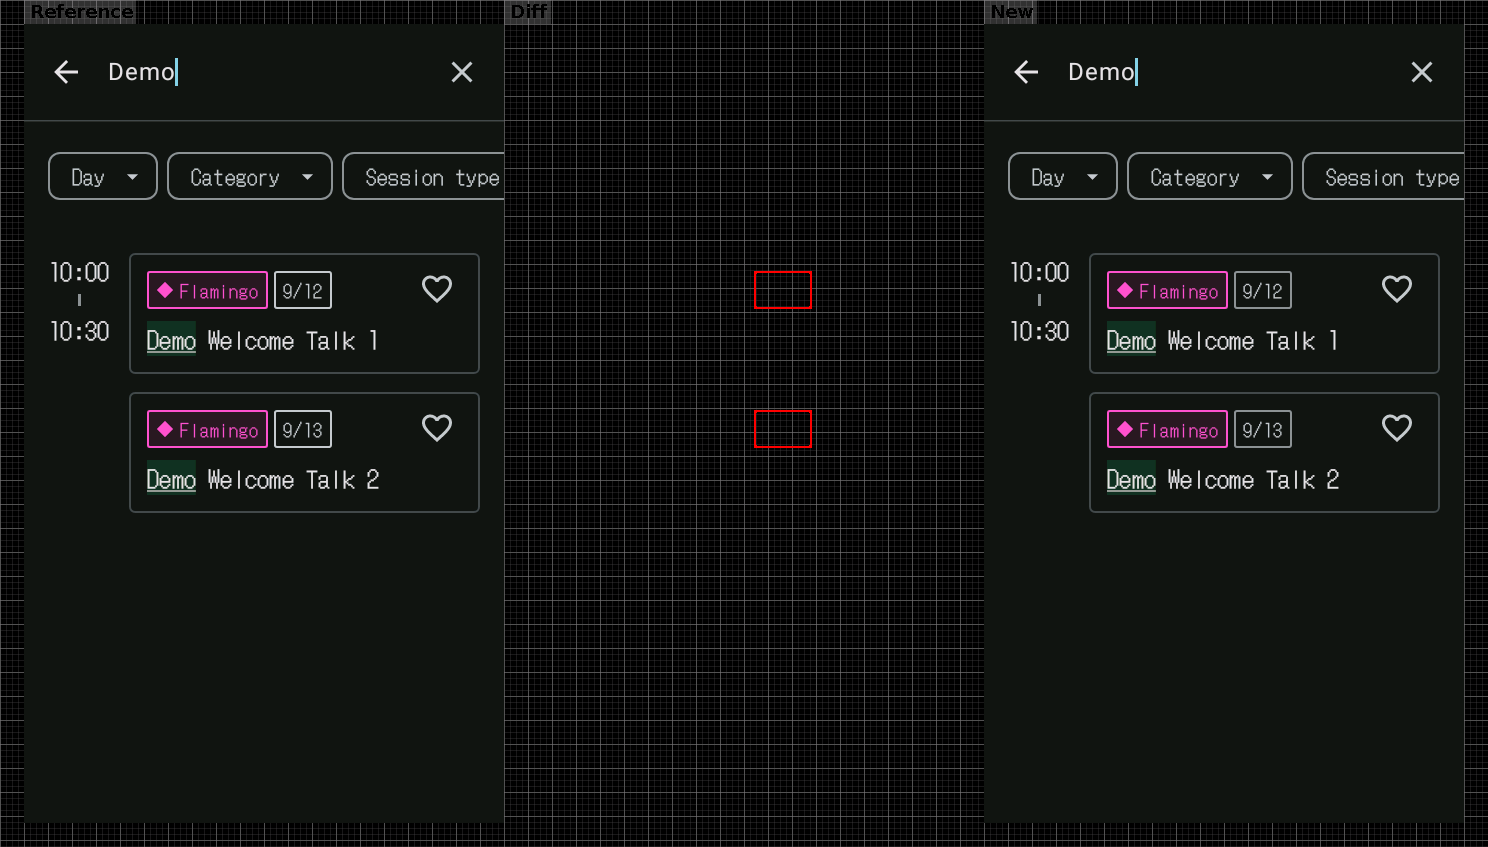 Reference
Diff
New
Demo
Day
Category
Session type
10:00
10:30
Flamingo 9/12
Demo Welcome Talk 1
Flamingo 9/13
Demo Welcome Talk 2
Demo
Day
Category
Session type
10:00
10:30
Flamingo 9/12
Demo Welcome Talk 1
Flamingo 9/13
Demo Welcome Talk 2